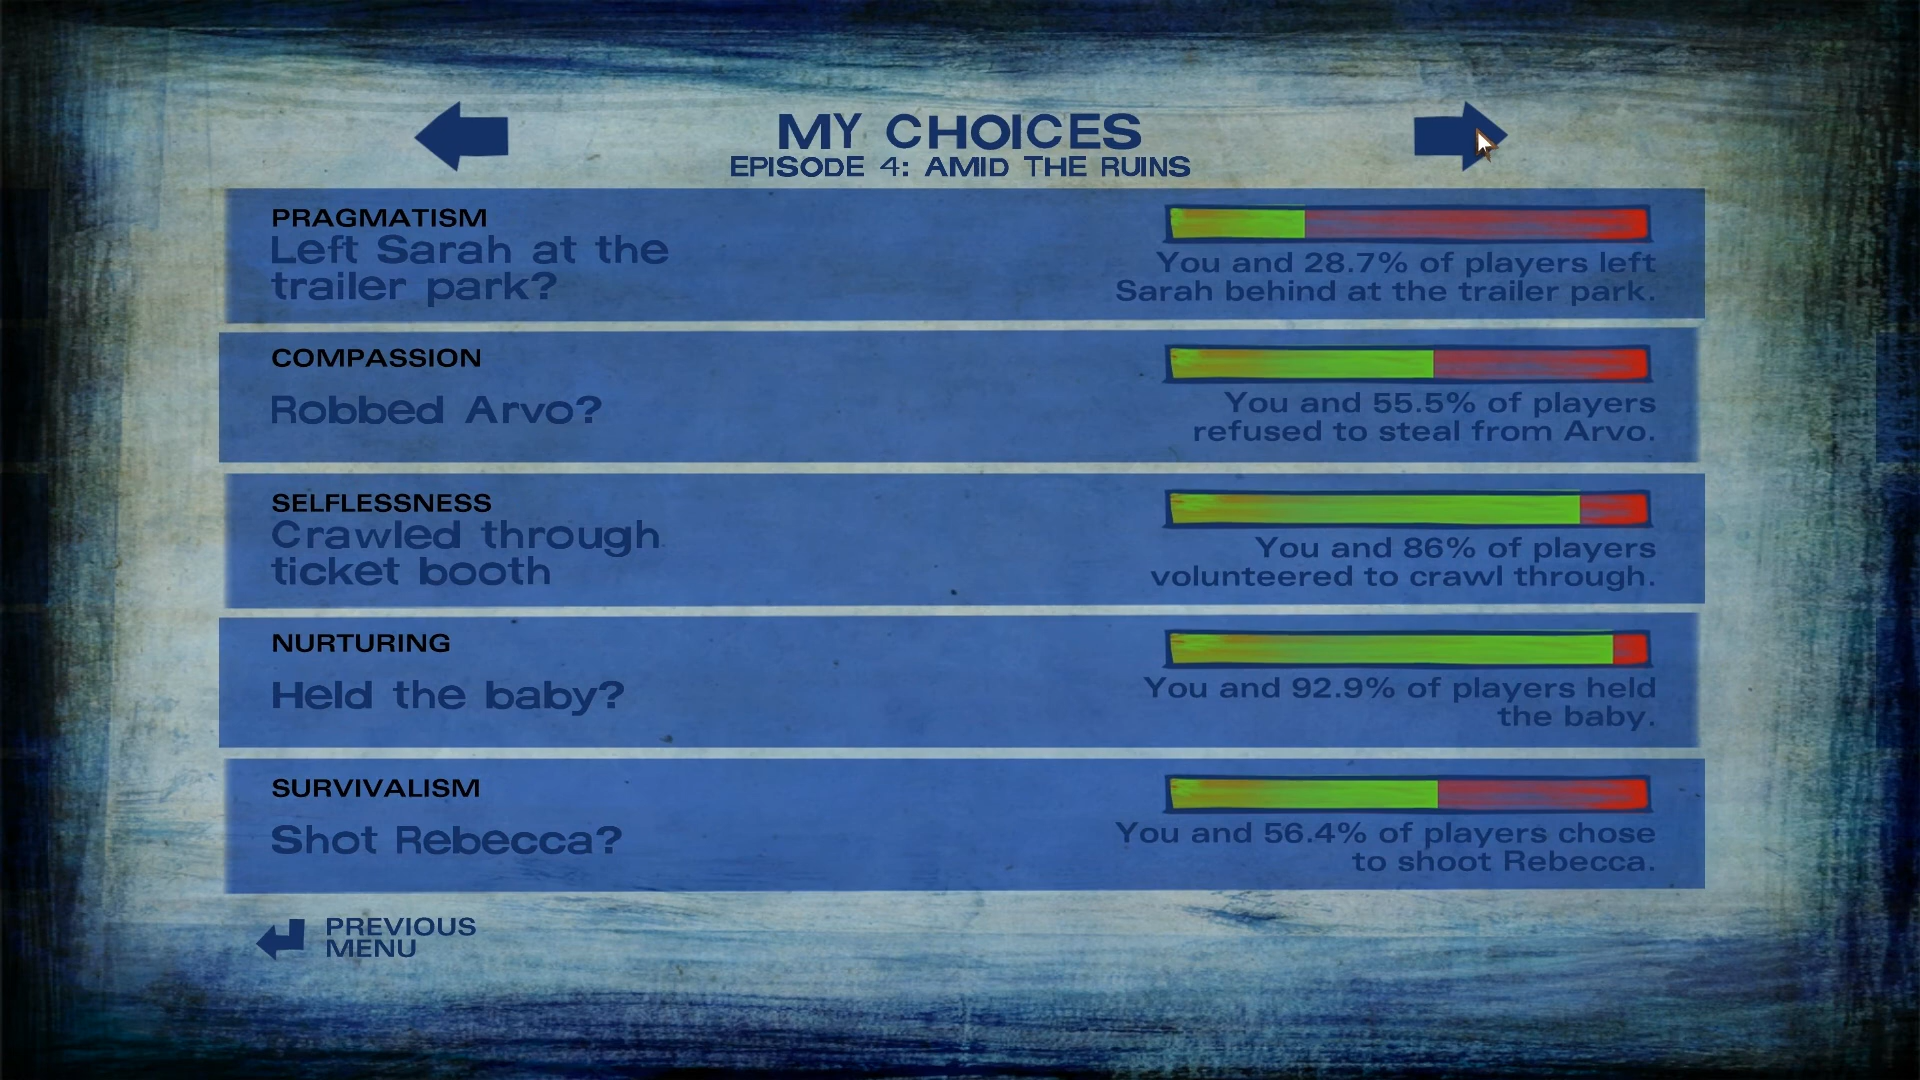 MY CHOICES
EPISODE 4: AMID THE RUINS
PRAGMATISM
Left Sarah at the
trailer park?
You and 28.7% of players left
Sarah behind at the trailer park.
COMPASSION
Robbed Arvo?
You and 55.5% of players
refused to steal from Arvo.
SELFLESSNESS
Crawled through
ticket booth
You and 86% of players
volunteered to crawl through.
NURTURING
Held the baby?
You and 92.9% of players held
the baby.
SURVIVALISM
Shot Rebecca?
You and 56.4% of players chose
to shoot Rebecca.
PREVIOUS
MENU